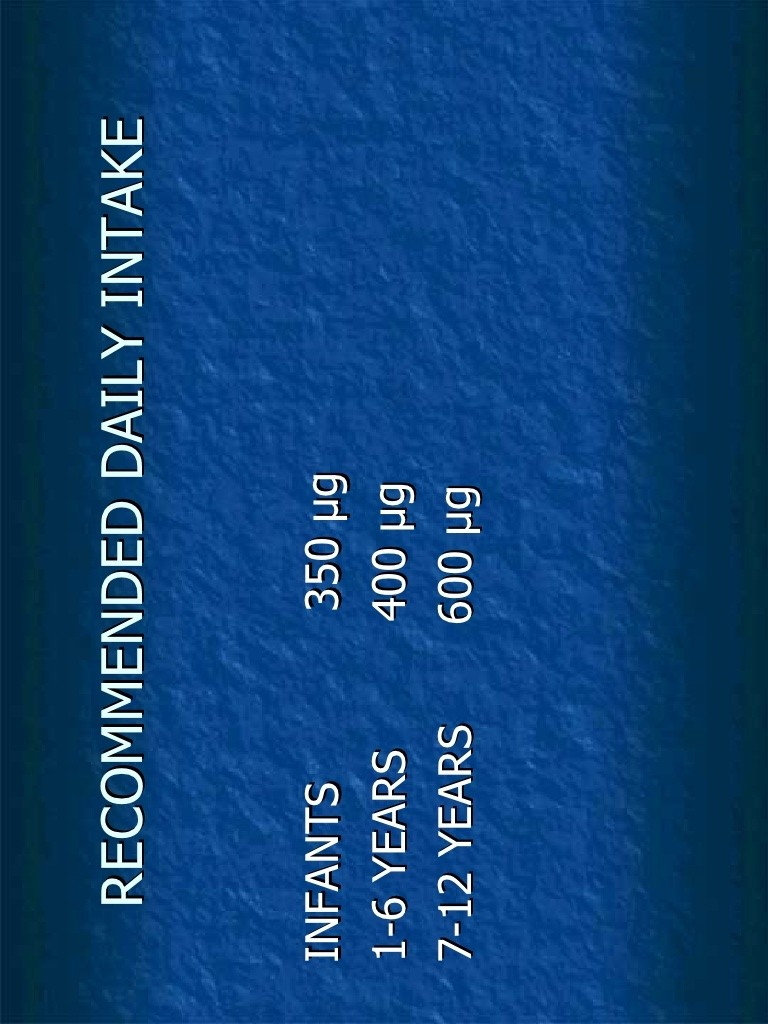 RECOMMENDED DAILY INTAKE
INFANTS 350 µg
1-6 YEARS 400 µg
7-12 YEARS 600 µg